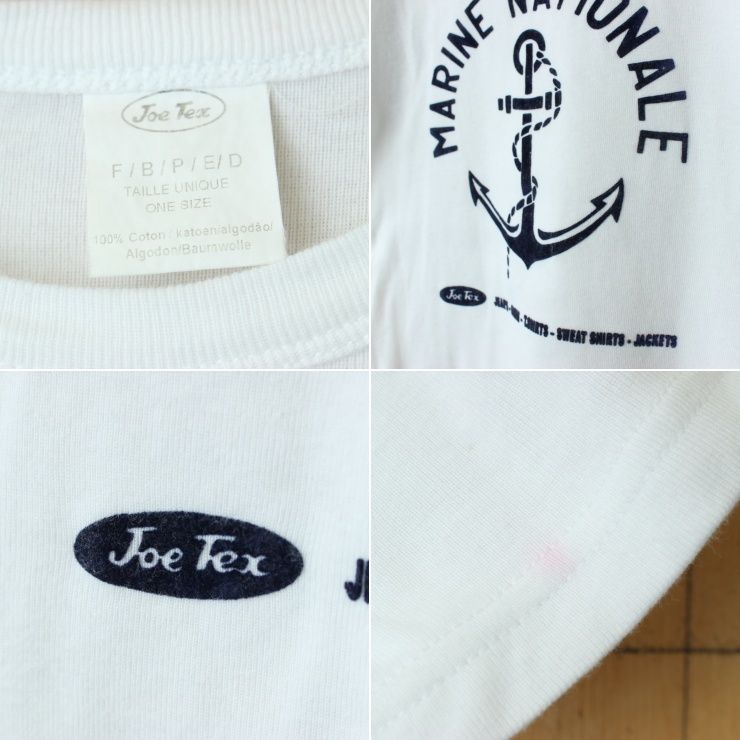 Joe Tex
F / B / P / E / D
TAILLE UNIQUE
ONE SIZE
100% Coton / katoen/algodão/
Algodon/Baumwolle
MARINE NATIONALE
Joe Tex
SWEAT SHIRTS - JACKETS
Joe Tex